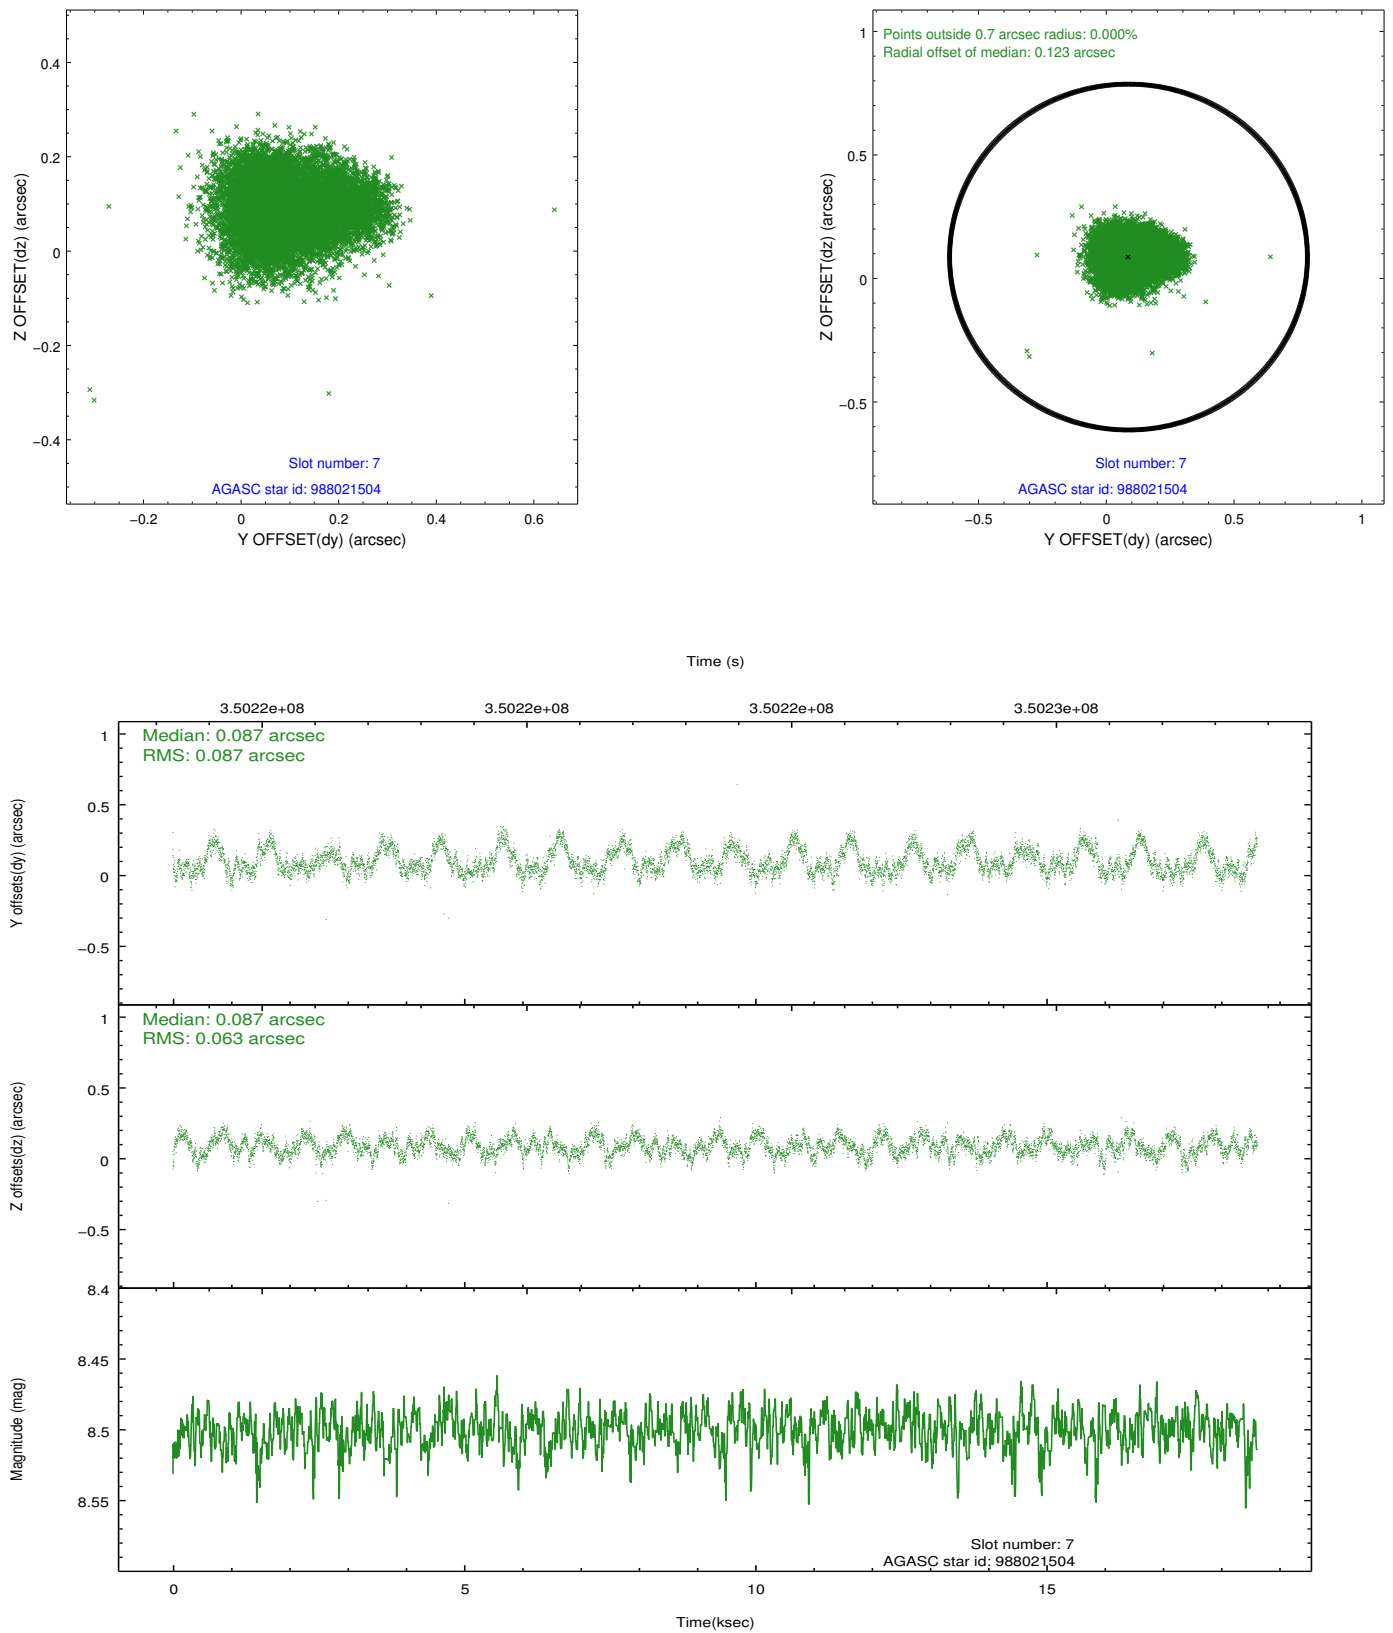 0.4
0.2
0
−0.2
−0.4
Z OFFSET(dz) (arcsec)
Slot number: 7
AGASC star id: 988021504
−0.2 0 0.2 0.4 0.6
Y OFFSET(dy) (arcsec)
Points outside 0.7 arcsec radius: 0.000%
Radial offset of median: 0.123 arcsec
1
0.5
0
−0.5
Z OFFSET(dz) (arcsec)
Slot number: 7
AGASC star id: 988021504
−0.5 0 0.5 1
Y OFFSET(dy) (arcsec)
Time (s)
3.5022e+08 3.5022e+08 3.5022e+08 3.5023e+08
Median: 0.087 arcsec
RMS: 0.087 arcsec
1
0.5
0
−0.5
Y offsets(dy) (arcsec)
Median: 0.087 arcsec
RMS: 0.063 arcsec
1
0.5
0
−0.5
Z offsets(dz) (arcsec)
8.4
8.45
8.5
8.55
Magnitude (mag)
Slot number: 7
AGASC star id: 988021504
0 5 10 15
Time(ksec)